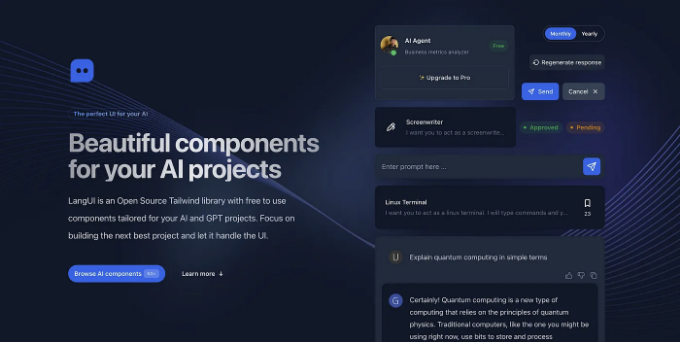 The perfect UI for your AI
Beautiful components
for your AI projects
LangUI is an Open Source Tailwind library with free to use
components tailored for your AI and GPT projects. Focus on
building the next best project and let it handle the UI.
Browse AI components
Learn more ↓
AI Agent
Business metrics analyzer
Free
Upgrade to Pro
Monthly Yearly
Regenerate response
Send
Cancel ×
Screenwriter
I want you to act as a screenwrite...
Approved
Pending
Enter prompt here ...
Linux Terminal
I want you to act as a linux terminal. I will type commands and y...
23
U
Explain quantum computing in simple terms
G
Certainly! Quantum computing is a new type of
computing that relies on the principles of quantum
physics. Traditional computers, like the one you might be
using right now, use bits to store and process